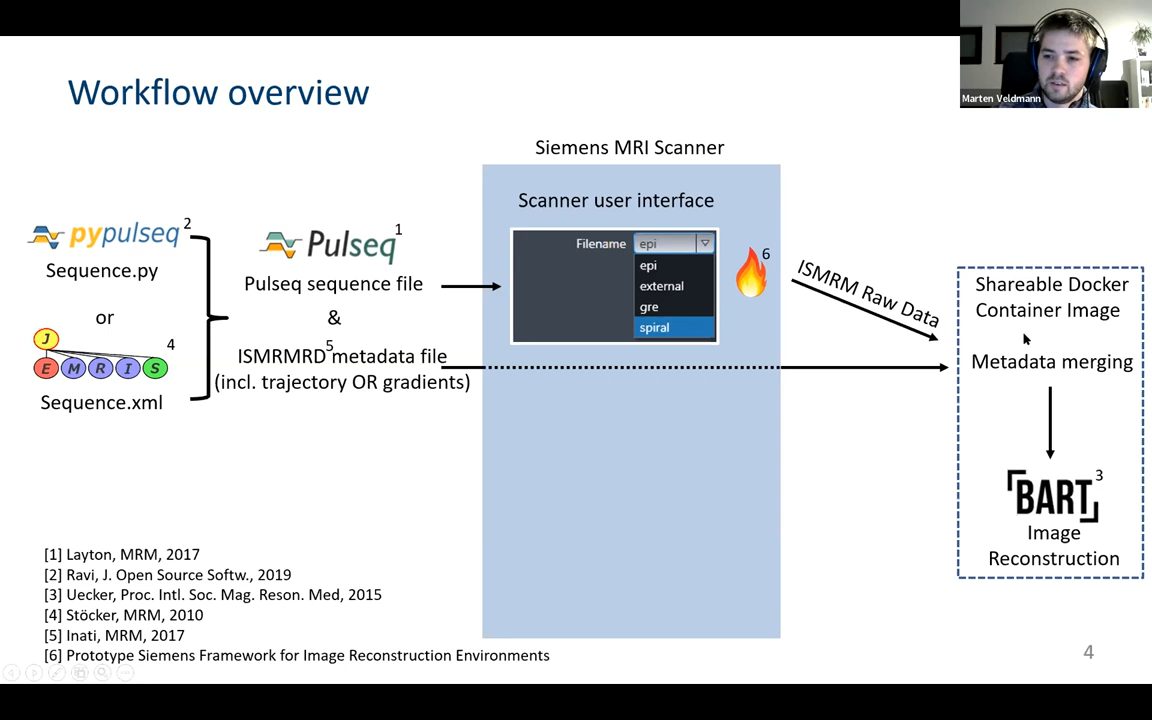 Marten Veldmann
Workflow overview
Siemens MRI Scanner
Scanner user interface
pypulseq 2
Sequence.py
or
J
E M R I S 4
Sequence.xml
Pulseq 1
Pulseq sequence file
&
5
ISMRMRD metadata file
(incl. trajectory OR gradients)
Filename epi
epi
external
gre
spiral
6
ISMRM Raw Data
Shareable Docker
Container Image
Metadata merging
BART 3
Image
Reconstruction
[1] Layton, MRM, 2017
[2] Ravi, J. Open Source Softw., 2019
[3] Uecker, Proc. Intl. Soc. Mag. Reson. Med, 2015
[4] Stöcker, MRM, 2010
[5] Inati, MRM, 2017
[6] Prototype Siemens Framework for Image Reconstruction Environments
4